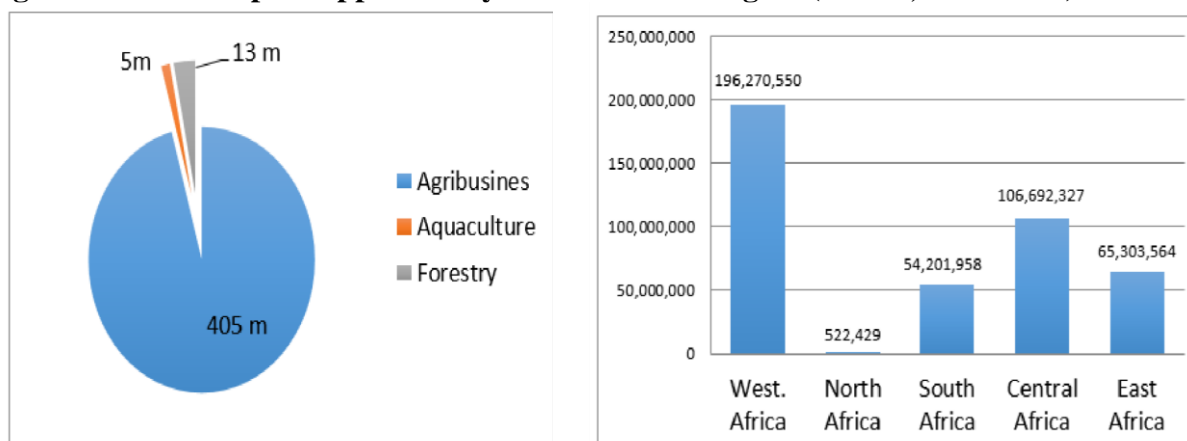 5m
13 m
405 m
Agribusines
Aquaculture
Forestry
250,000,000
200,000,000
150,000,000
100,000,000
50,000,000
0
196,270,550
522,429
54,201,958
106,692,327
65,303,564
West. Africa
North Africa
South Africa
Central Africa
East Africa